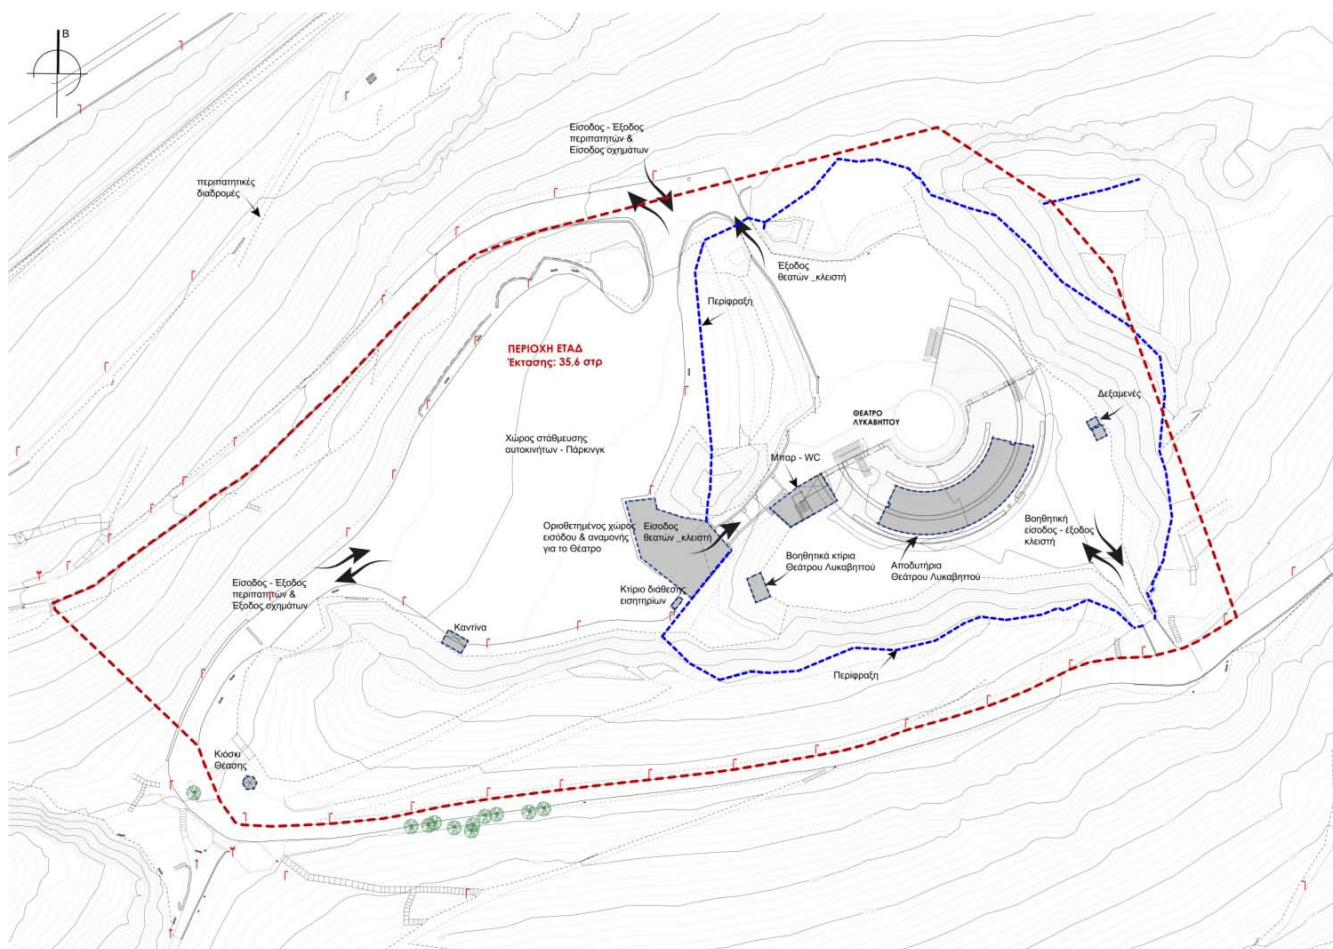 Β
Είσοδος - Έξοδος
περιπατητών &
Είσοδος οχημάτων
περιπατητικές
διαδρομές
Έξοδος
θεατών _κλειστή
Περίφραξη
ΠΕΡΙΟΧΗ ΕΤΑΔ
Έκτασης: 35,6 στρ
Δεξαμενές
ΘΕΑΤΡΟ
ΛΥΚΑΒΗΤΤΟΥ
Χώρος στάθμευσης
αυτοκινήτων - Πάρκινγκ
Μπαρ - WC
Οριοθετημένος χώρος
εισόδου & αναμονής
για το Θέατρο
Είσοδος
θεατών _κλειστή
Βοηθητική
είσοδος - έξοδος
κλειστή
Βοηθητικά κτίρια
Θεάτρου Λυκαβηττού
Αποδυτήρια
Θεάτρου Λυκαβηττού
Είσοδος - Έξοδος
περιπατητών &
Έξοδος οχημάτων
Κτίριο διάθεσης
εισητηρίων
Καντίνα
Περίφραξη
Κιόσκι
Θέασης